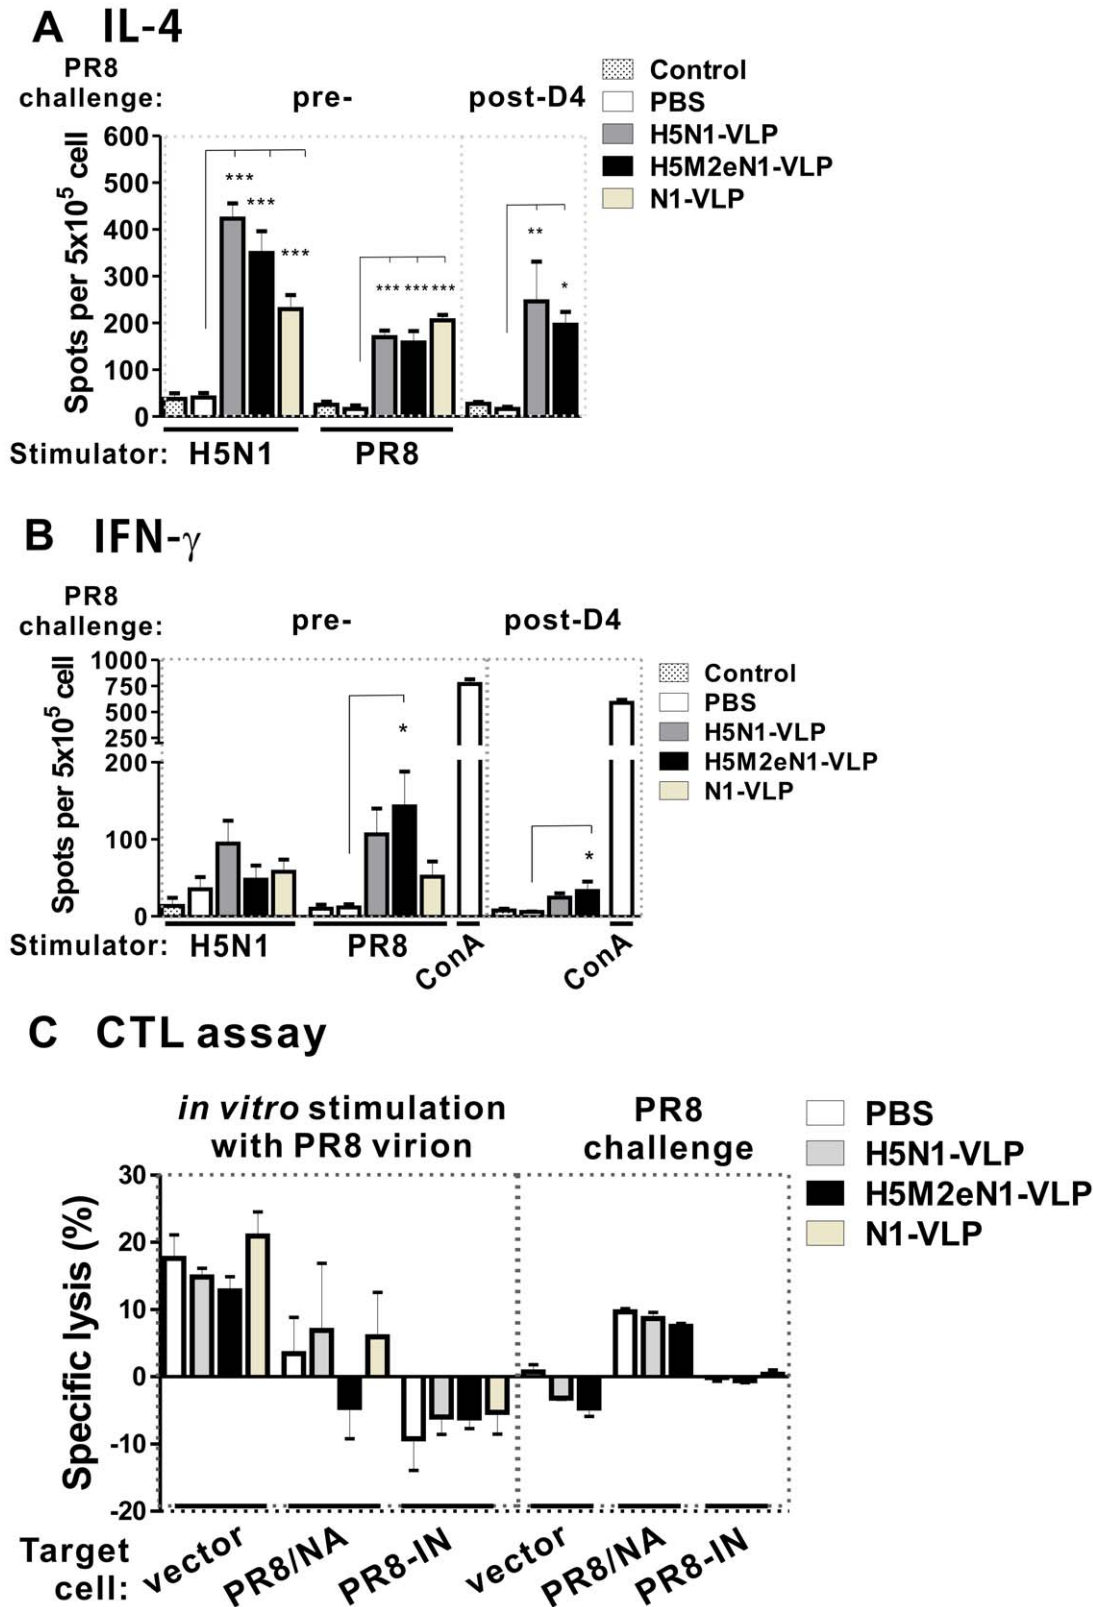 A IL-4
PR8
challenge:
pre-
post-D4
Control
PBS
H5N1-VLP
H5M2eN1-VLP
N1-VLP
Spots per 5x10⁵ cell
600
500
400
300
200
100
0
***
***
***
*** *** ***
**
*
Stimulator: H5N1 PR8
B IFN-γ
PR8
challenge:
pre-
post-D4
Control
PBS
H5N1-VLP
H5M2eN1-VLP
N1-VLP
Spots per 5x10⁵ cell
1000
750
500
250
200
100
0
*
*
Stimulator: H5N1 PR8 ConA ConA
C CTL assay
in vitro stimulation
with PR8 virion
PR8
challenge
PBS
H5N1-VLP
H5M2eN1-VLP
N1-VLP
Specific lysis (%)
30
20
10
0
-10
-20
Target
cell:
vector PR8/NA PR8-IN vector PR8/NA PR8-IN